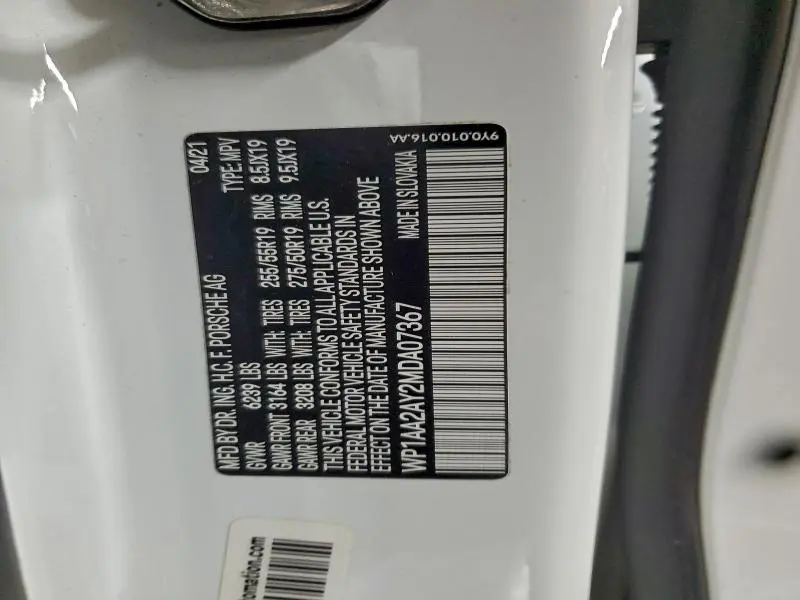 MFD BY DR. ING. H.C. F. PORSCHE AG 04/21
GVWR 6239 LBS TYPE: MPV
GAWR FRONT 3164 LBS WITH: TIRES 255/55R19 RIMS 8.5JX19
GAWR REAR 3208 LBS WITH: TIRES 275/50R19 RIMS 9.5JX19
THIS VEHICLE CONFORMS TO ALL APPLICABLE U.S.
FEDERAL MOTOR VEHICLE SAFETY STANDARDS IN
EFFECT ON THE DATE OF MANUFACTURE SHOWN ABOVE
WP1AA2AY2MDA07367 MADE IN SLOVAKIA
9Y0.010.016.AA